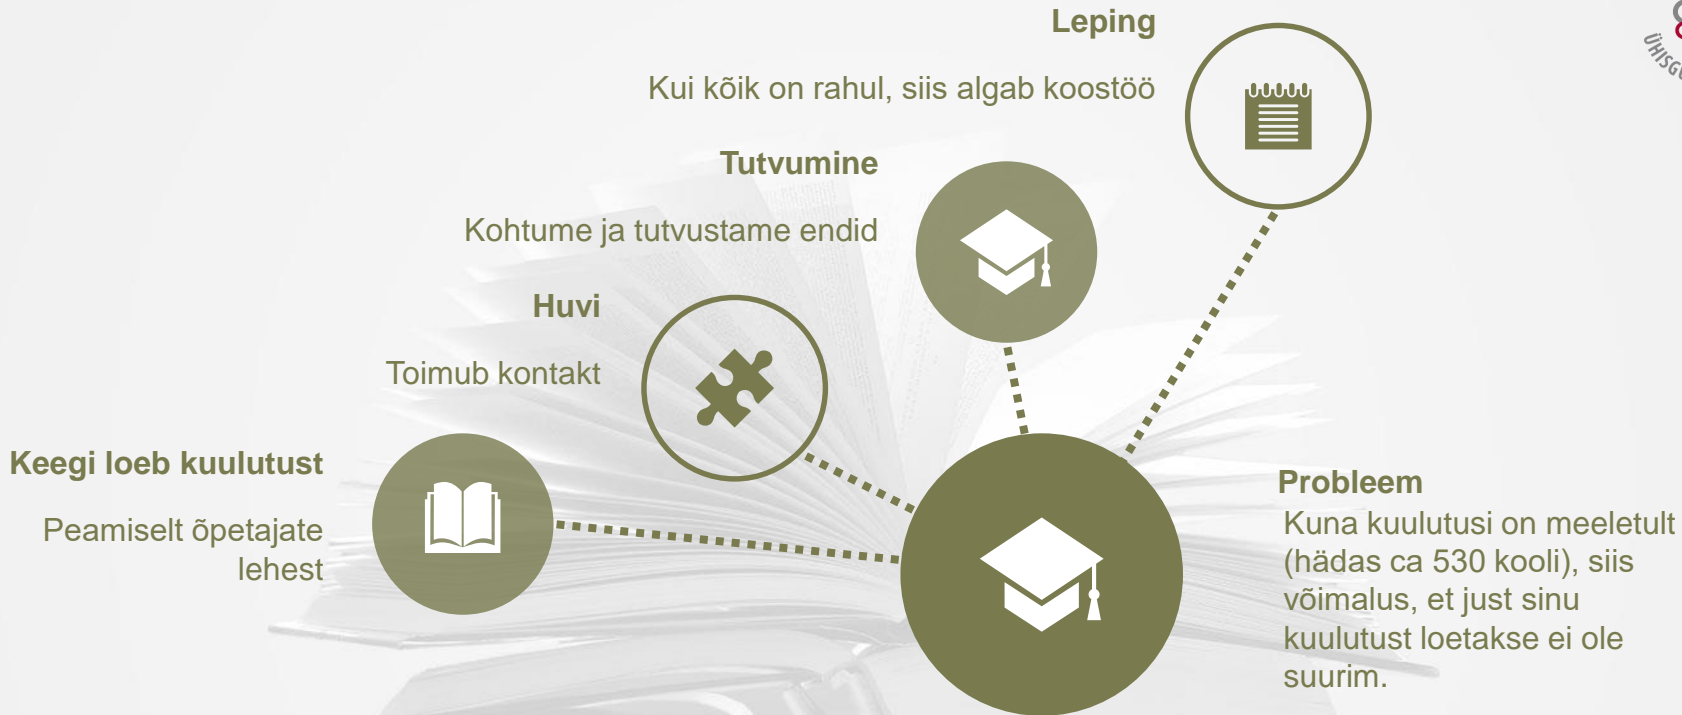 Leping
Kui kõik on rahul, siis algab koostöö
Tutvumine
Kohtume ja tutvustame endid
Huvi
Toimub kontakt
Keegi loeb kuulutust
Peamiselt õpetajate
lehest
Probleem
Kuna kuulutusi on meeletult
(hädas ca 530 kooli), siis
võimalus, et just sinu
kuulutust loetakse ei ole
suurim.